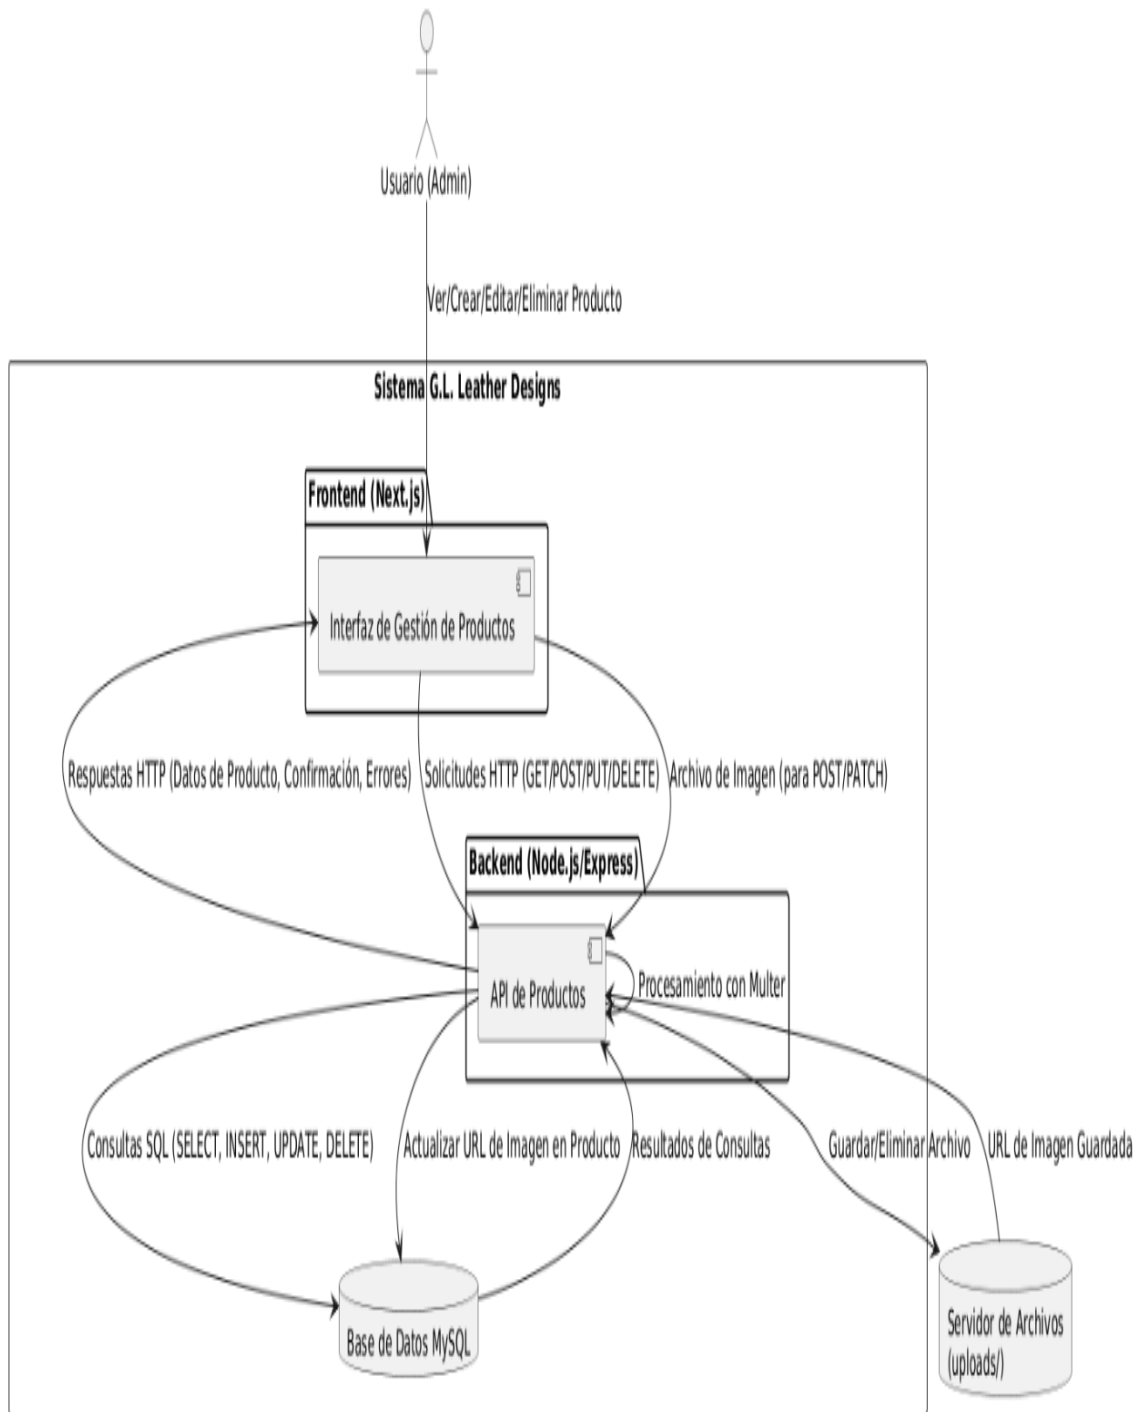 Usuario (Admin)
Ver/Crear/Editar/Eliminar Producto
Sistema G.L. Leather Designs
Frontend (Next.js)
Interfaz de Gestión de Productos
Respuestas HTTP (Datos de Producto, Confirmación, Errores)
Solicitudes HTTP (GET/POST/PUT/DELETE)
Archivo de Imagen (para POST/PATCH)
Backend (Node.js/Express)
API de Productos
Procesamiento con Multer
Consultas SQL (SELECT, INSERT, UPDATE, DELETE)
Actualizar URL de Imagen en Producto
Resultados de Consultas
Guardar/Eliminar Archivo
URL de Imagen Guardada
Base de Datos MySQL
Servidor de Archivos
(uploads/)